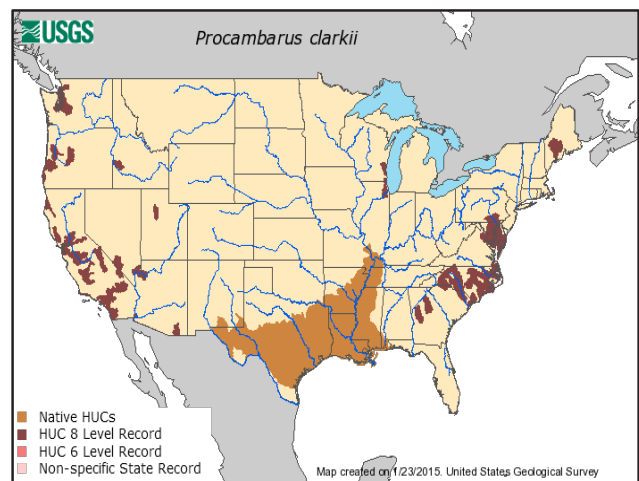 USGS
Procambarus clarkii
Native HUCs
HUC 8 Level Record
HUC 6 Level Record
Non-specific State Record
Map created on 1/23/2015. United States Geological Survey